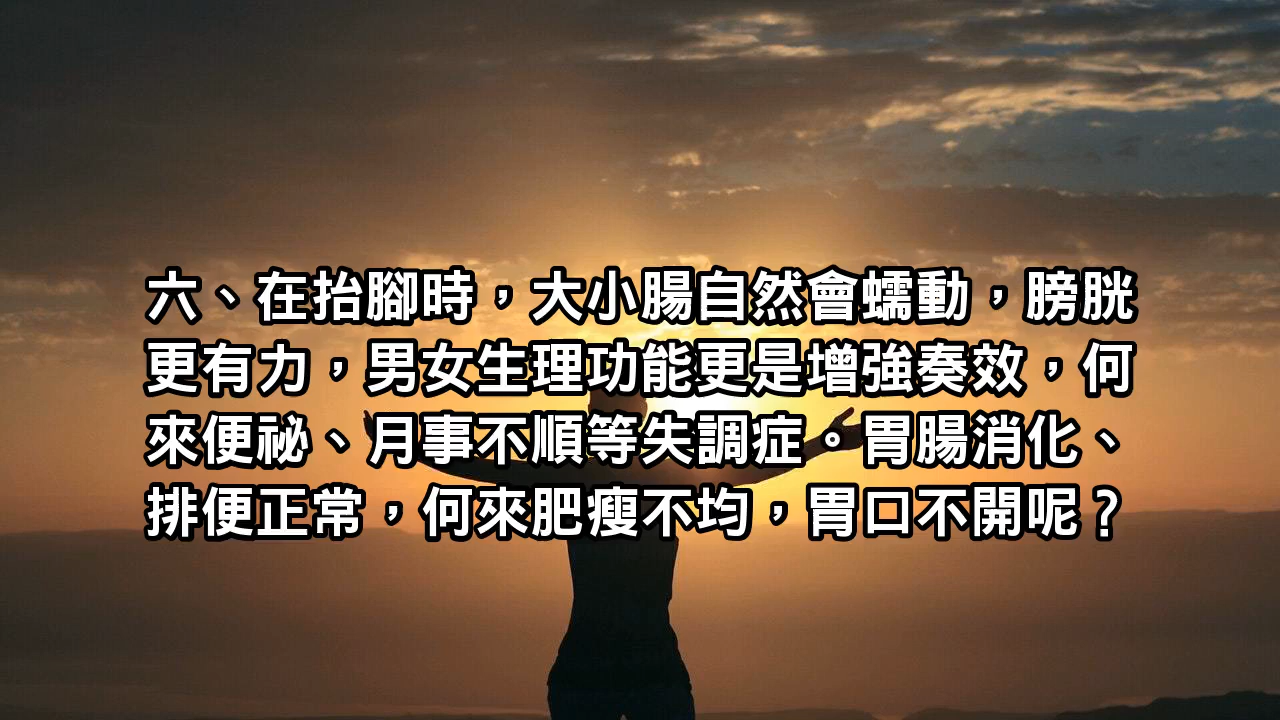 六、在抬腳時，大小腸自然會蠕動，膀胱
更有力，男女生理功能更是增強奏效，何
來便祕、月事不順等失調症。胃腸消化、
排便正常，何來肥瘦不均，胃口不開呢？